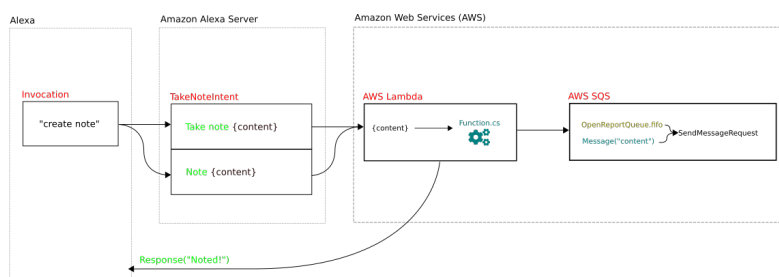 Alexa
Amazon Alexa Server
Amazon Web Services (AWS)
Invocation
"create note"
TakeNoteIntent
Take note {content}
Note {content}
AWS Lambda
{content}
Function.cs
AWS SQS
OpenReportQueue.fifo
Message("content")
SendMessageRequest
Response("Noted!")